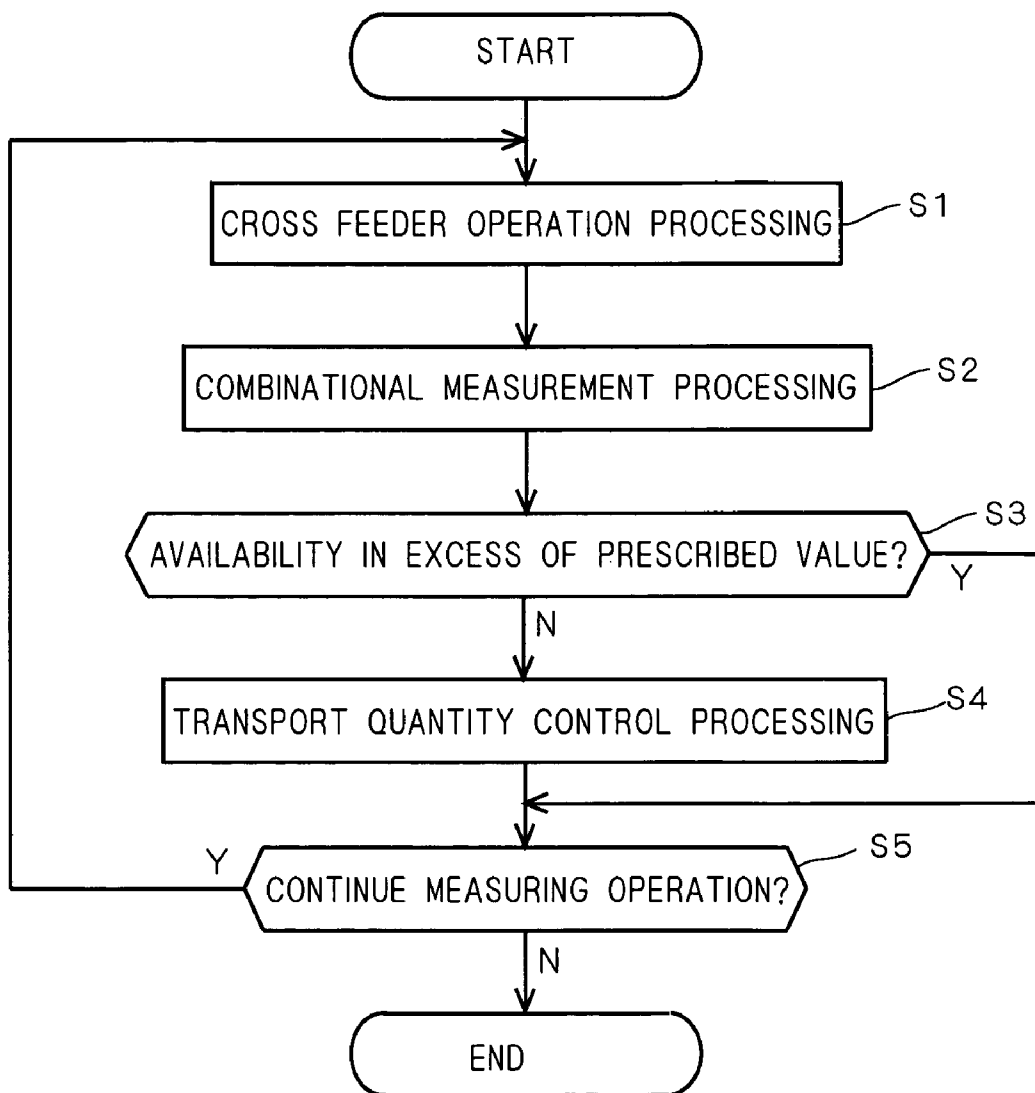 START
CROSS FEEDER OPERATION PROCESSING
S1
COMBINATIONAL MEASUREMENT PROCESSING
S2
AVAILABILITY IN EXCESS OF PRESCRIBED VALUE?
S3
Y
N
TRANSPORT QUANTITY CONTROL PROCESSING
S4
Y
CONTINUE MEASURING OPERATION?
S5
N
END